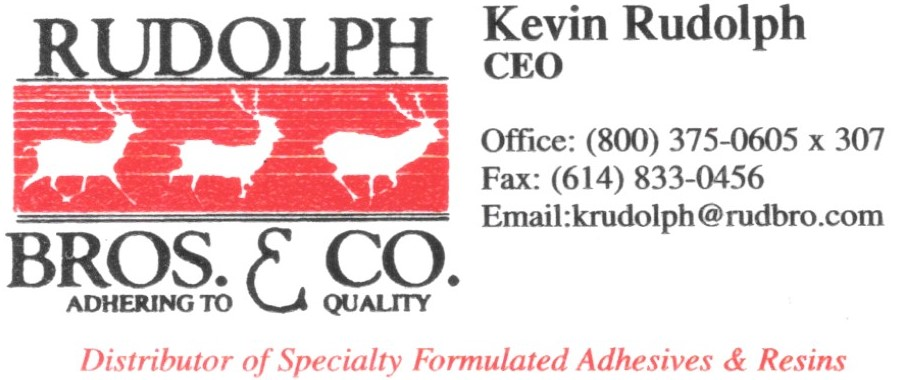 RUDOLPH
BROS. & CO.
ADHERING TO QUALITY
Kevin Rudolph
CEO
Office: (800) 375-0605 x 307
Fax: (614) 833-0456
Email:krudolph@rudbro.com
Distributor of Specialty Formulated Adhesives & Resins